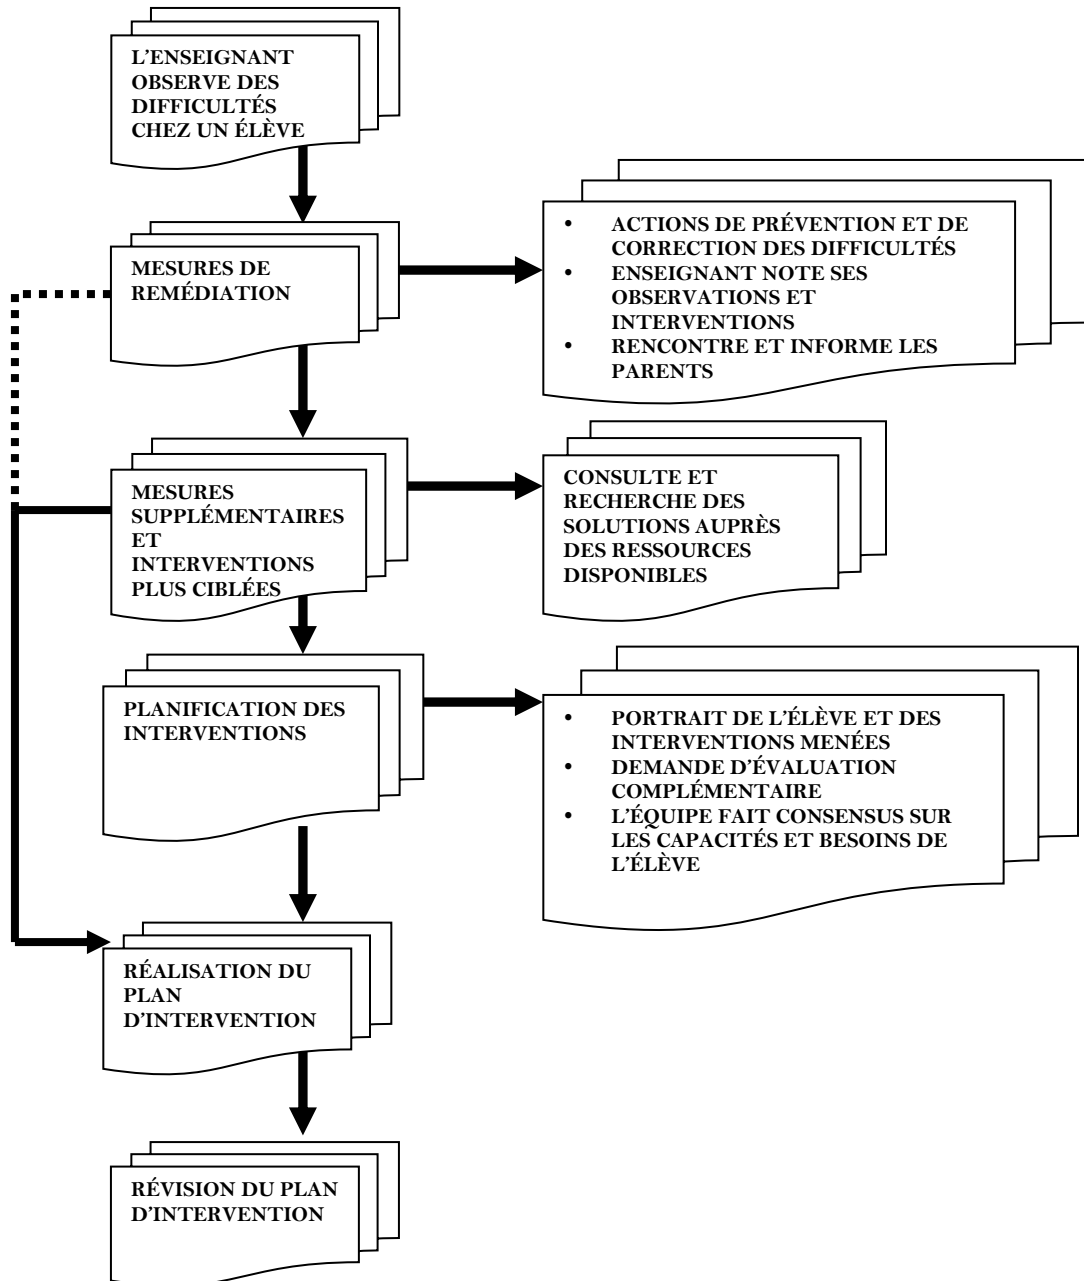 L'ENSEIGNANT
OBSERVE DES
DIFFICULTÉS
CHEZ UN ÉLÈVE
MESURES DE
REMÉDIATION
• ACTIONS DE PRÉVENTION ET DE
CORRECTION DES DIFFICULTÉS
• ENSEIGNANT NOTE SES
OBSERVATIONS ET
INTERVENTIONS
• RENCONTRE ET INFORME LES
PARENTS
MESURES
SUPPLÉMENTAIRES
ET
INTERVENTIONS
PLUS CIBLÉES
CONSULTE ET
RECHERCHE DES
SOLUTIONS AUPRÈS
DES RESSOURCES
DISPONIBLES
PLANIFICATION DES
INTERVENTIONS
• PORTRAIT DE L'ÉLÈVE ET DES
INTERVENTIONS MENÉES
• DEMANDE D'ÉVALUATION
COMPLÉMENTAIRE
• L'ÉQUIPE FAIT CONSENSUS SUR
LES CAPACITÉS ET BESOINS DE
L'ÉLÈVE
RÉALISATION DU
PLAN
D'INTERVENTION
RÉVISION DU PLAN
D'INTERVENTION